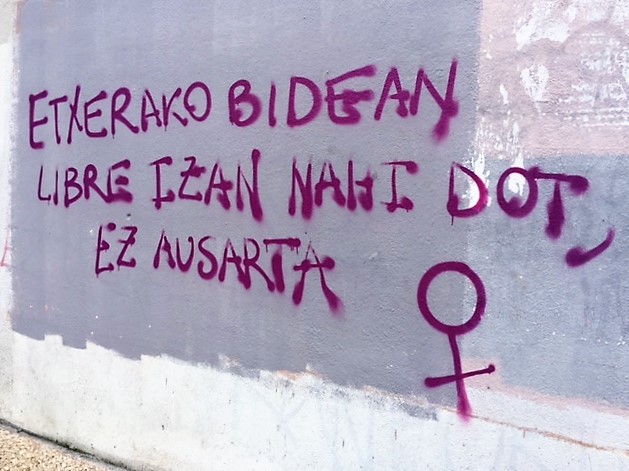 ETXERAKO BIDEAN
LIBRE IZAN NAHI DOT,
EZ AUSARTA